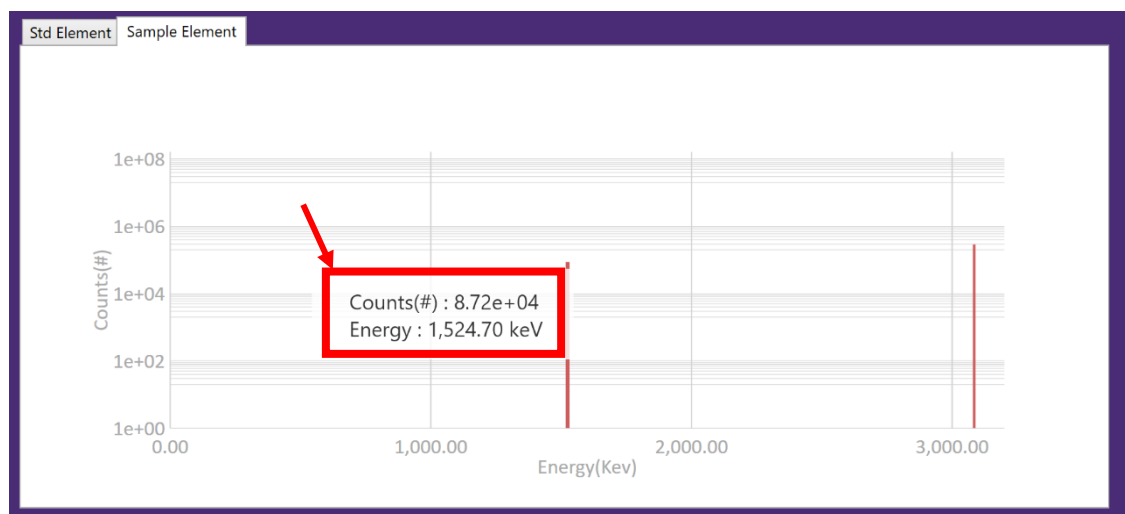 Std Element
Sample Element
1e+08
1e+06
1e+04
1e+02
1e+00
Counts(#)
Counts(#) : 8.72e+04
Energy : 1,524.70 keV
0.00
1,000.00
2,000.00
3,000.00
Energy(Kev)